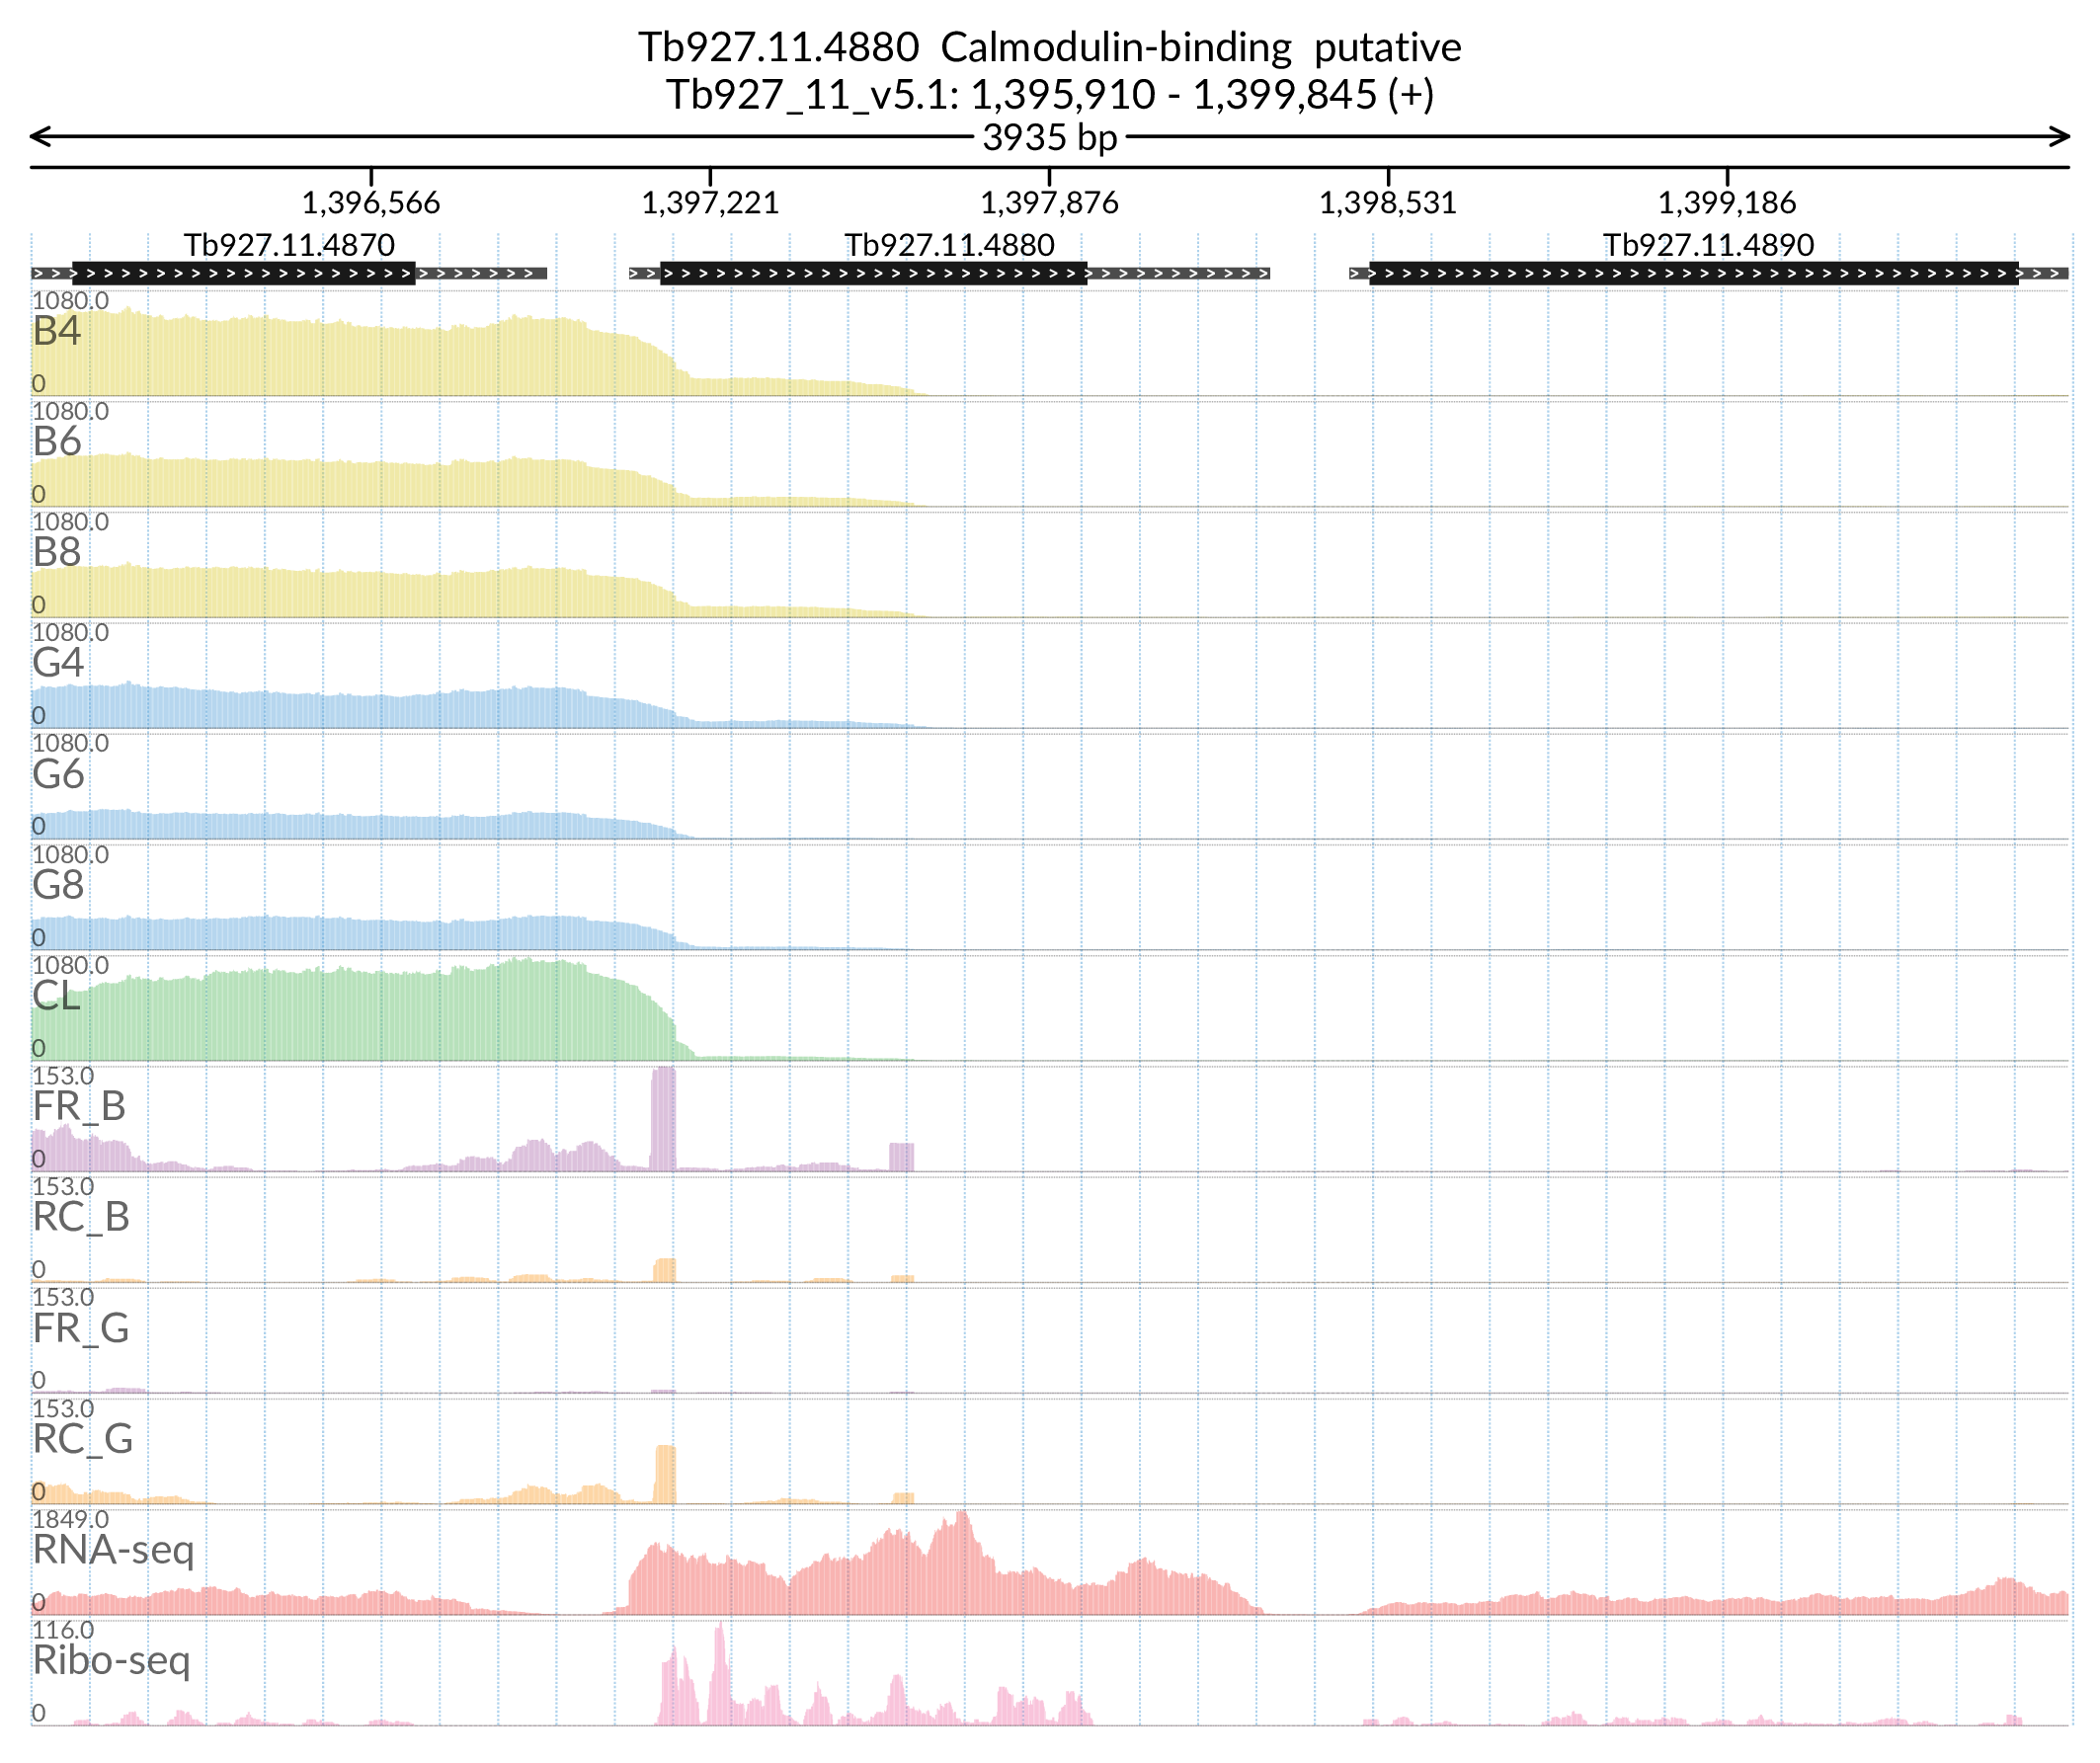 Tb927.11.4880 Calmodulin-binding putative
Tb927_11_v5.1: 1,395,910 - 1,399,845 (+)
3935 bp
1,396,566 1,397,221 1,397,876 1,398,531 1,399,186
Tb927.11.4870 Tb927.11.4880 Tb927.11.4890
1080.0
B4
0
1080.0
B6
0
1080.0
B8
0
1080.0
G4
0
1080.0
G6
0
1080.0
G8
0
1080.0
CL
0
153.0
FR_B
0
153.0
RC_B
0
153.0
FR_G
0
153.0
RC_G
0
1849.0
RNA-seq
0
116.0
Ribo-seq
0